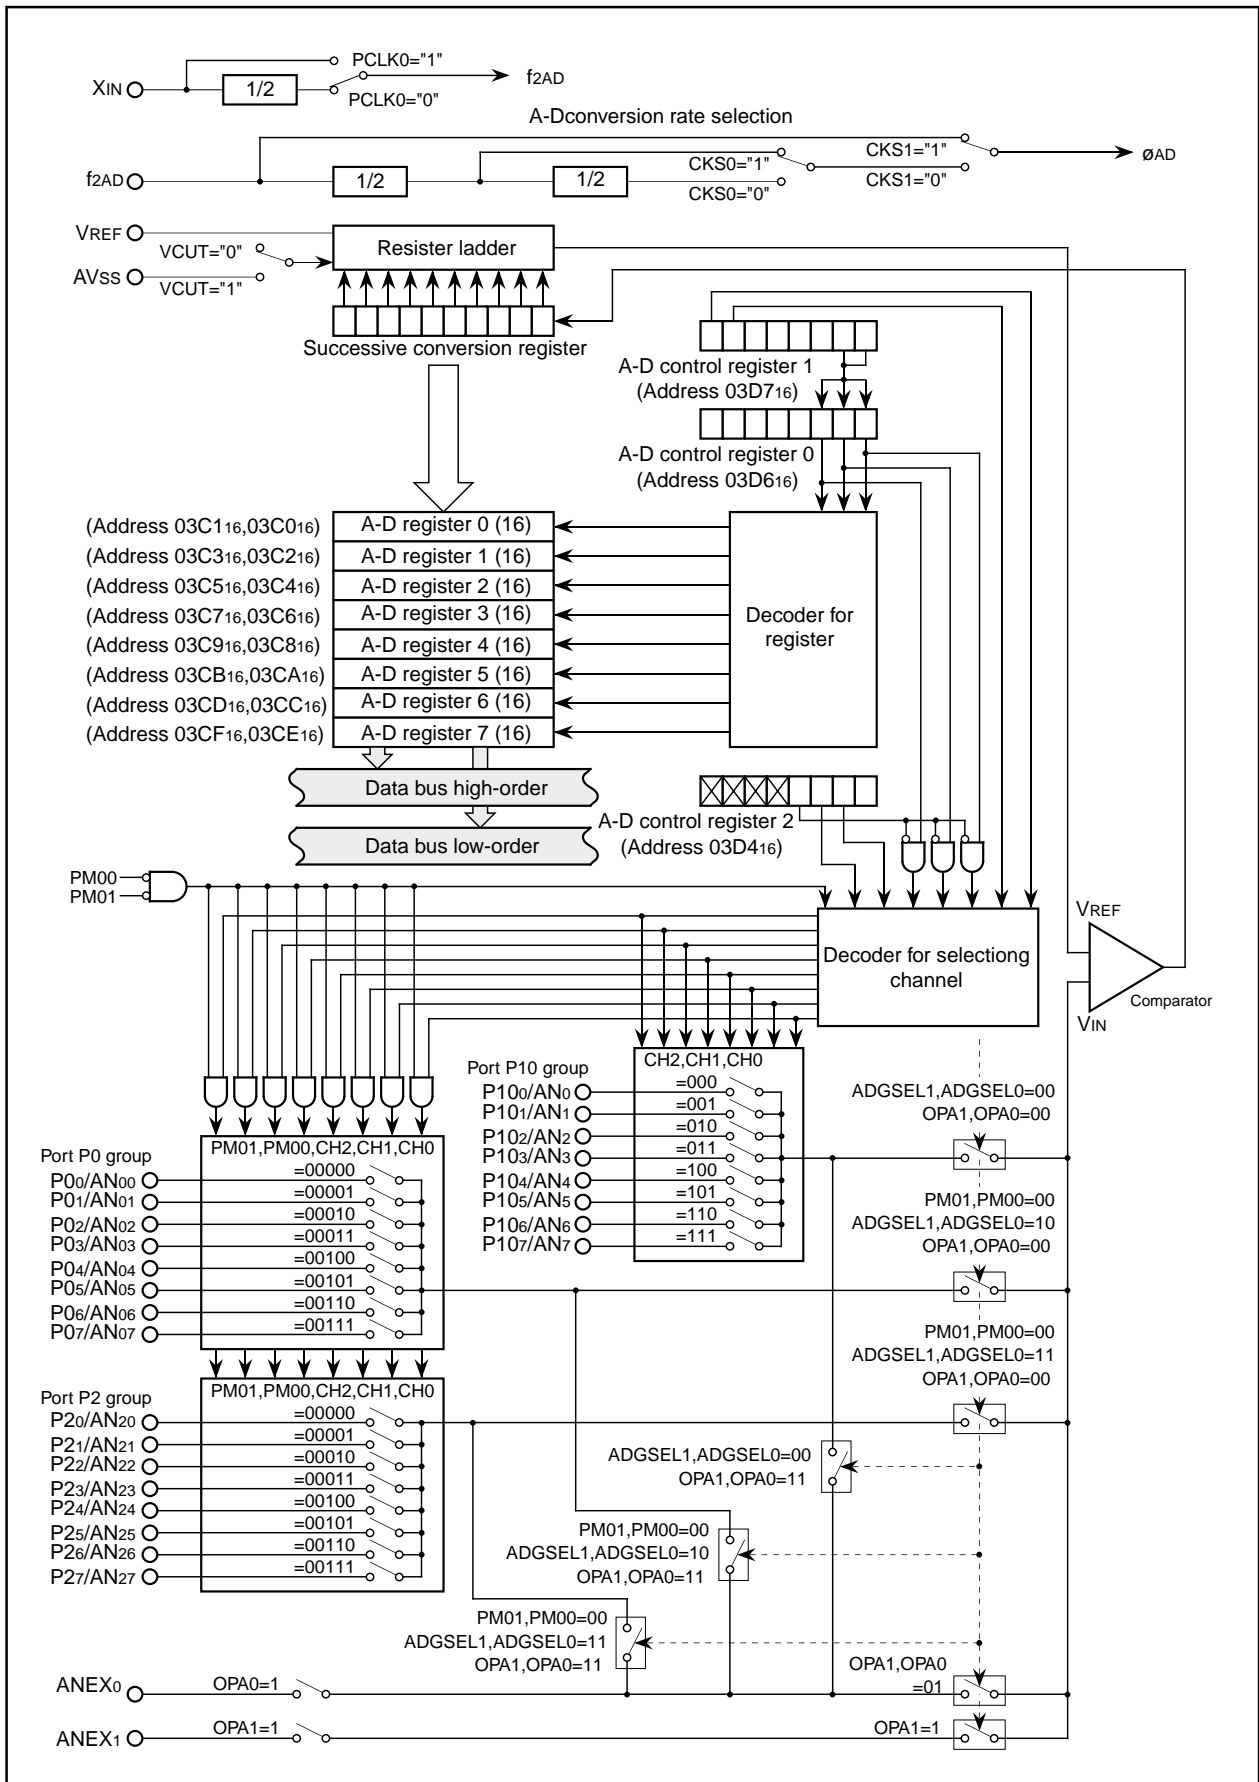 XIN
1/2
PCLK0="1"
PCLK0="0"
f2AD
A-Dconversion rate selection
f2AD
1/2
1/2
CKS0="1"
CKS0="0"
CKS1="1"
CKS1="0"
øAD
VREF
VCUT="0"
AVSS
VCUT="1"
Resister ladder
Successive conversion register
A-D control register 1
(Address 03D716)
A-D control register 0
(Address 03D616)
(Address 03C116,03C016)
A-D register 0 (16)
(Address 03C316,03C216)
A-D register 1 (16)
(Address 03C516,03C416)
A-D register 2 (16)
(Address 03C716,03C616)
A-D register 3 (16)
(Address 03C916,03C816)
A-D register 4 (16)
(Address 03CB16,03CA16)
A-D register 5 (16)
(Address 03CD16,03CC16)
A-D register 6 (16)
(Address 03CF16,03CE16)
A-D register 7 (16)
Decoder for
register
Data bus high-order
Data bus low-order
A-D control register 2
(Address 03D416)
PM00
PM01
Decoder for selectiong
channel
VREF
VIN
Comparator
Port P10 group
CH2,CH1,CH0
P100/AN0
=000
P101/AN1
=001
P102/AN2
=010
P103/AN3
=011
P104/AN4
=100
P105/AN5
=101
P106/AN6
=110
P107/AN7
=111
ADGSEL1,ADGSEL0=00
OPA1,OPA0=00
PM01,PM00=00
ADGSEL1,ADGSEL0=10
OPA1,OPA0=00
PM01,PM00=00
ADGSEL1,ADGSEL0=11
OPA1,OPA0=00
Port P0 group
PM01,PM00,CH2,CH1,CH0
P00/AN00
=00000
P01/AN01
=00001
P02/AN02
=00010
P03/AN03
=00011
P04/AN04
=00100
P05/AN05
=00101
P06/AN06
=00110
P07/AN07
=00111
Port P2 group
PM01,PM00,CH2,CH1,CH0
P20/AN20
=00000
P21/AN21
=00001
P22/AN22
=00010
P23/AN23
=00011
P24/AN24
=00100
P25/AN25
=00101
P26/AN26
=00110
P27/AN27
=00111
ADGSEL1,ADGSEL0=00
OPA1,OPA0=11
PM01,PM00=00
ADGSEL1,ADGSEL0=10
OPA1,OPA0=11
PM01,PM00=00
ADGSEL1,ADGSEL0=11
OPA1,OPA0=11
ANEX0
OPA0=1
OPA1,OPA0
=01
ANEX1
OPA1=1
OPA1=1